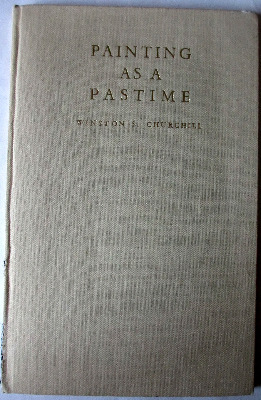 PAINTING
AS A
PASTIME
WINSTON S. CHURCHILL